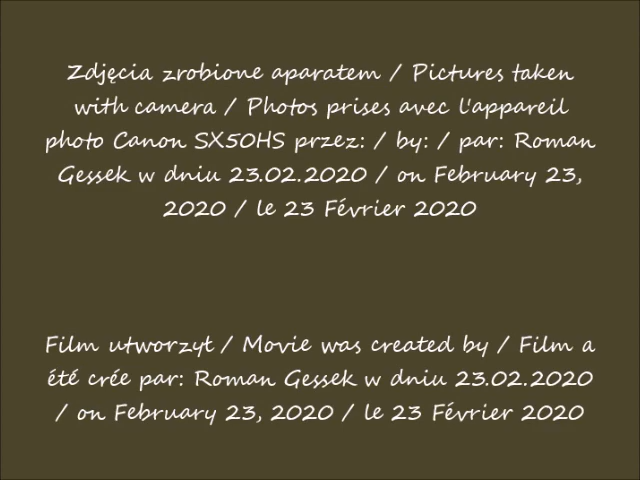 Zdjęcia zrobione aparatem / Pictures taken
with camera / Photos prises avec l'appareil
photo Canon SX50HS przez: / by: / par: Roman
Gessek w dniu 23.02.2020 / on February 23,
2020 / le 23 Février 2020
Film utworzył / Movie was created by / Film a
été crée par: Roman Gessek w dniu 23.02.2020
/ on February 23, 2020 / le 23 Février 2020